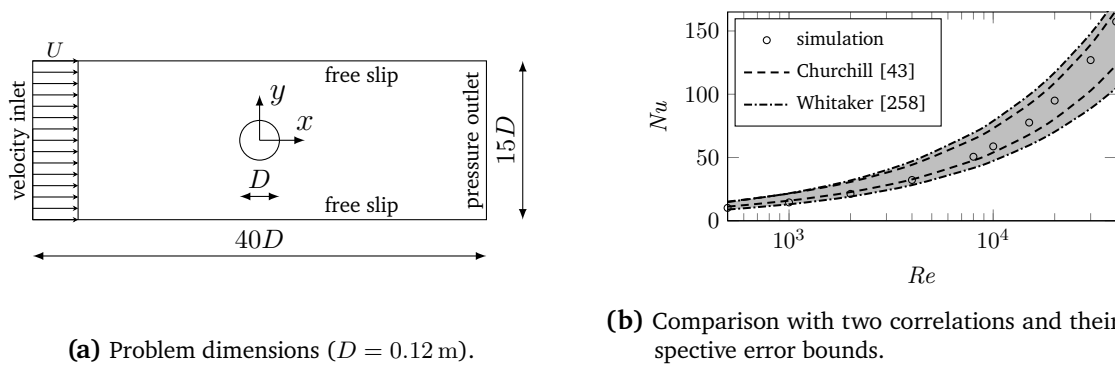 U
free slip
velocity inlet
y
x
D
pressure outlet
15D
free slip
40D
(a) Problem dimensions (D = 0.12 m).
150
100
50
0
Nu
simulation
Churchill [43]
Whitaker [258]
10³
10⁴
Re
(b) Comparison with two correlations and their
spective error bounds.